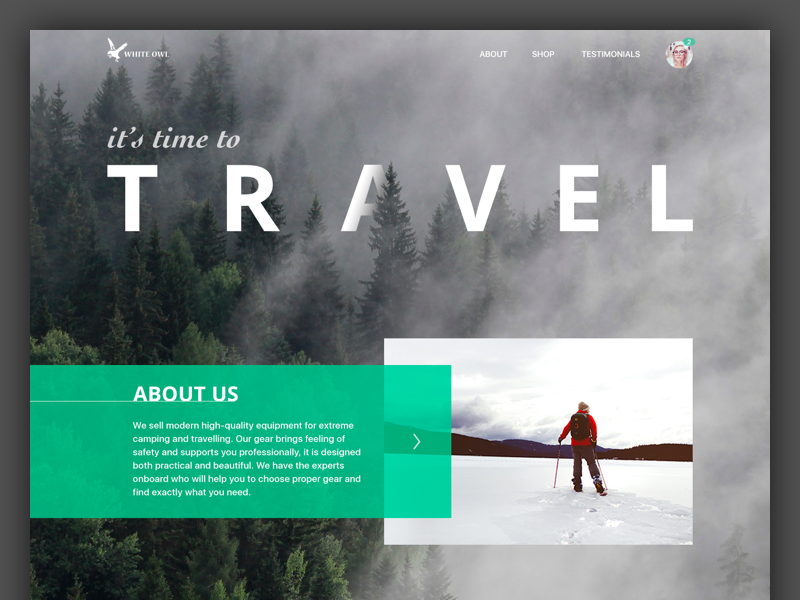 WHITE OWL
ABOUT
SHOP
TESTIMONIALS
2
it's time to
TRAVEL
ABOUT US
We sell modern high-quality equipment for extreme
camping and travelling. Our gear brings feeling of
safety and supports you professionally, it is designed
both practical and beautiful. We have the experts
onboard who will help you to choose proper gear and
find exactly what you need.